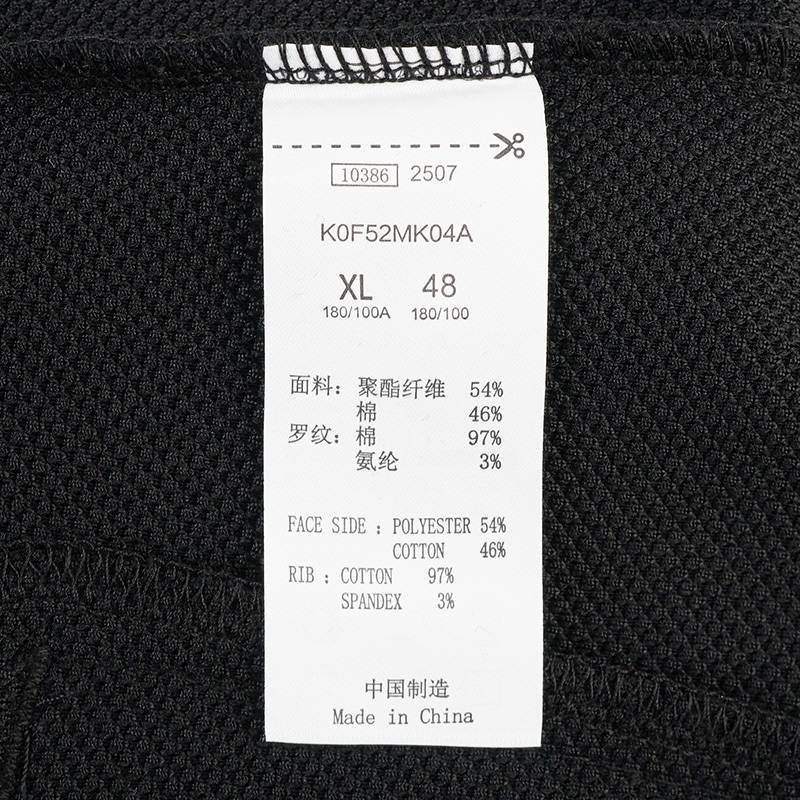 10386 2507
K0F52MK04A
XL 48
180/100A 180/100
面料: 聚酯纤维 54%
棉 46%
罗纹: 棉 97%
氨纶 3%
FACE SIDE : POLYESTER 54%
COTTON 46%
RIB : COTTON 97%
SPANDEX 3%
中国制造
Made in China